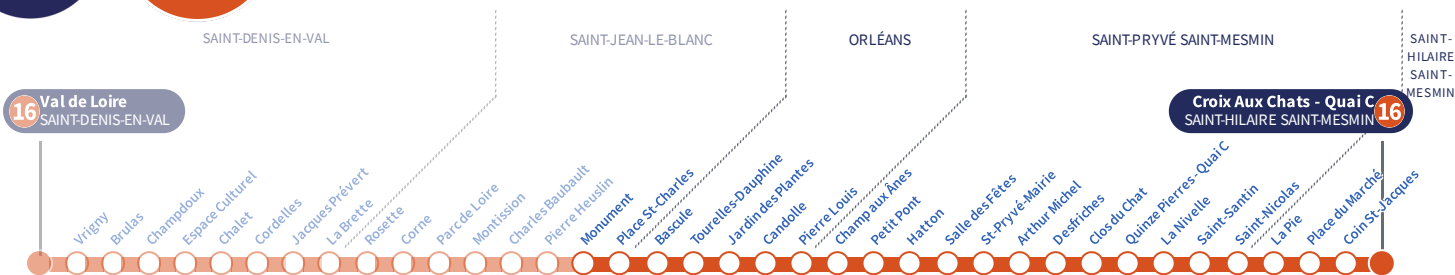 SAINT-DENIS-EN-VAL
SAINT-JEAN-LE-BLANC
ORLÉANS
SAINT-PRYVÉ SAINT-MESMIN
SAINT-
HILAIRE
SAINT-
MESMIN
16
Val de Loire
SAINT-DENIS-EN-VAL
Croix Aux Chats - Quai C
SAINT-HILAIRE SAINT-MESMIN
16
Vrigny
Brulas
Champdoux
Espace Culturel
Chalet
Cordelles
Jacques Prévert
La Brette
Rosette
Corne
Parc de Loire
Montission
Charles Baubault
Pierre Heuslin
Monument
Place St-Charles
Bascule
Tourelles-Dauphine
Jardin des Plantes
Candolle
Pierre Louis
Champ aux Ânes
Petit Pont
Hatton
Salle des Fêtes
St-Pryvé-Mairie
Arthur Michel
Desfriches
Clos du Chat
Quinze Pierres - Quai C
La Nivelle
Saint-Santin
Saint-Nicolas
La Pie
Place du Marché
Coin St-Jacques